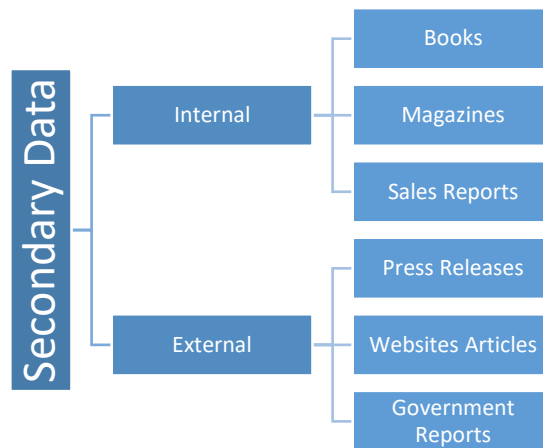 Secondary Data
Internal
Books
Magazines
Sales Reports
External
Press Releases
Websites Articles
Government
Reports